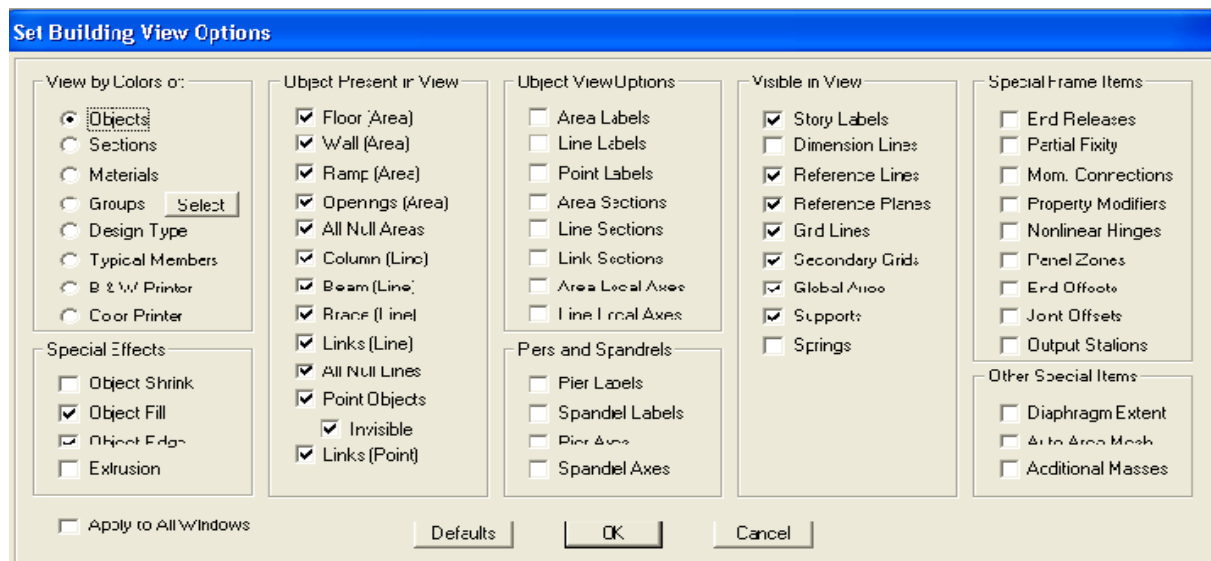 Set Building View Options
View by Colors of:
Objects
Sections
Materials
Groups
Select
Design Type
Typical Members
B & W Printer
Color Printer
Special Effects
Object Shrink
Object Fill
Object Edge
Extrusion
Apply to All Windows
Object Present in View
Floor (Area)
Wall (Area)
Ramp (Area)
Openings (Area)
All Null Areas
Column (Line)
Beam (Line)
Brace (Line)
Links (Line)
All Null Lines
Point Objects
Invisible
Links (Point)
Object View Options
Area Labels
Line Labels
Point Labels
Area Sections
Line Sections
Link Sections
Area Local Axes
Line Local Axes
Piers and Spandrels
Pier Labels
Spandrel Labels
Pier Axes
Spandrel Axes
Visible in View
Story Labels
Dimension Lines
Reference Lines
Reference Planes
Grid Lines
Secondary Grids
Global Axes
Supports
Springs
Special Frame Items
End Releases
Partial Fixity
Mom. Connections
Property Modifiers
Nonlinear Hinges
Panel Zones
End Offsets
Joint Offsets
Output Stations
Other Special Items
Diaphragm Extent
Auto Area Mesh
Additional Masses
Defaults
OK
Cancel